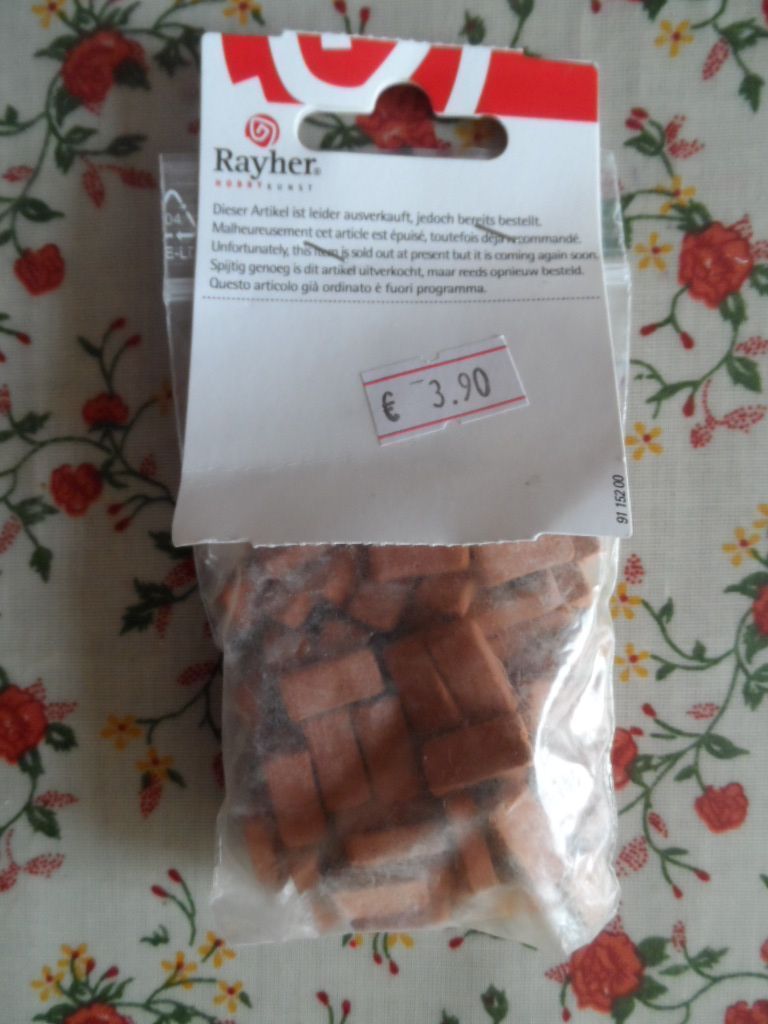 Rayher®
HOBBYKUNST
Dieser Artikel ist leider ausverkauft, jedoch bereits bestellt.
Malheureusement cet article est épuisé, toutefois déjà recommandé.
Unfortunately, this item is sold out at present but it is coming again soon.
Spijtig genoeg is dit artikel uitverkocht, maar reeds opnieuw besteld.
Questo articolo già ordinato è fuori programma.
€ 3.90
91 152 00
04